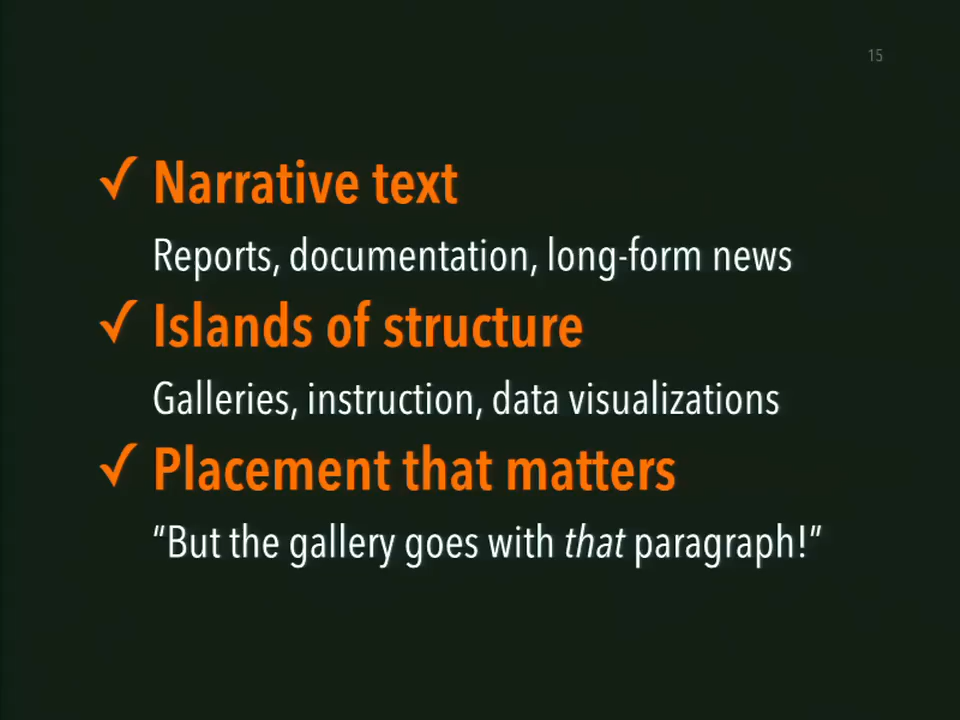 15
✓ Narrative text
Reports, documentation, long-form news
✓ Islands of structure
Galleries, instruction, data visualizations
✓ Placement that matters
“But the gallery goes with that paragraph!”